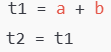 t1 = a + b
t2 = t1